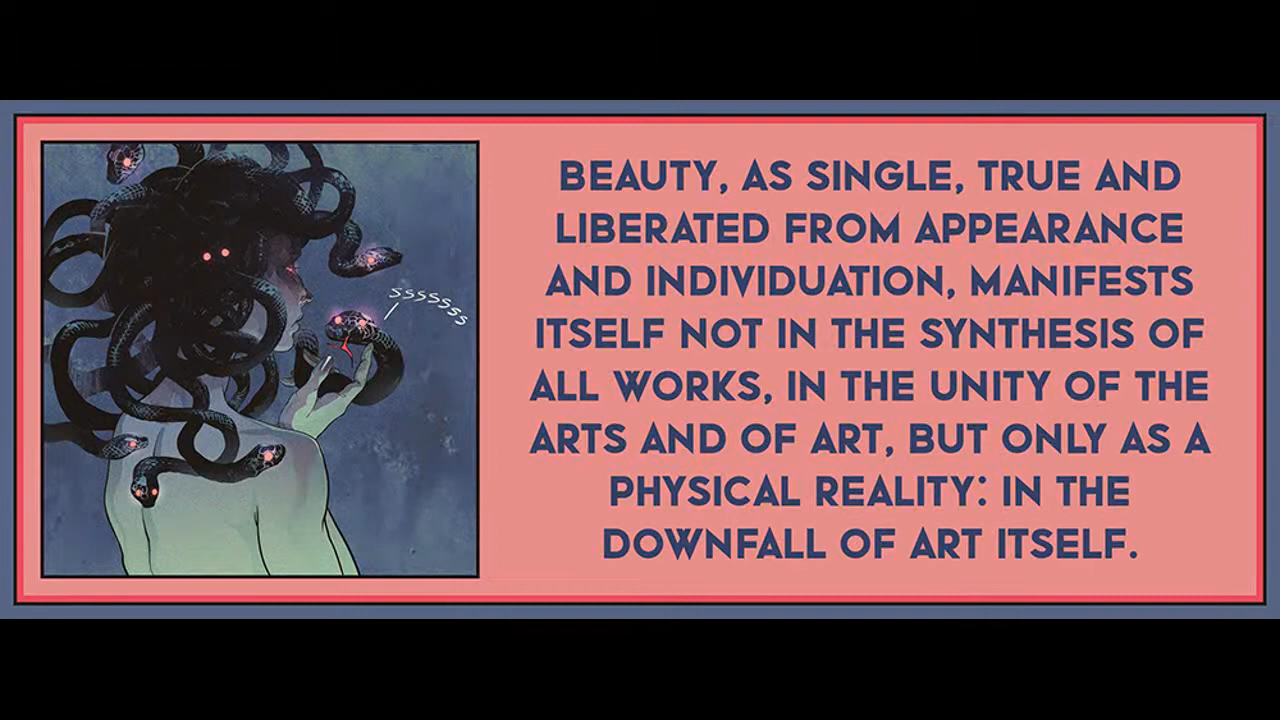 sssssss
BEAUTY, AS SINGLE, TRUE AND
LIBERATED FROM APPEARANCE
AND INDIVIDUATION, MANIFESTS
ITSELF NOT IN THE SYNTHESIS OF
ALL WORKS, IN THE UNITY OF THE
ARTS AND OF ART, BUT ONLY AS A
PHYSICAL REALITY: IN THE
DOWNFALL OF ART ITSELF.